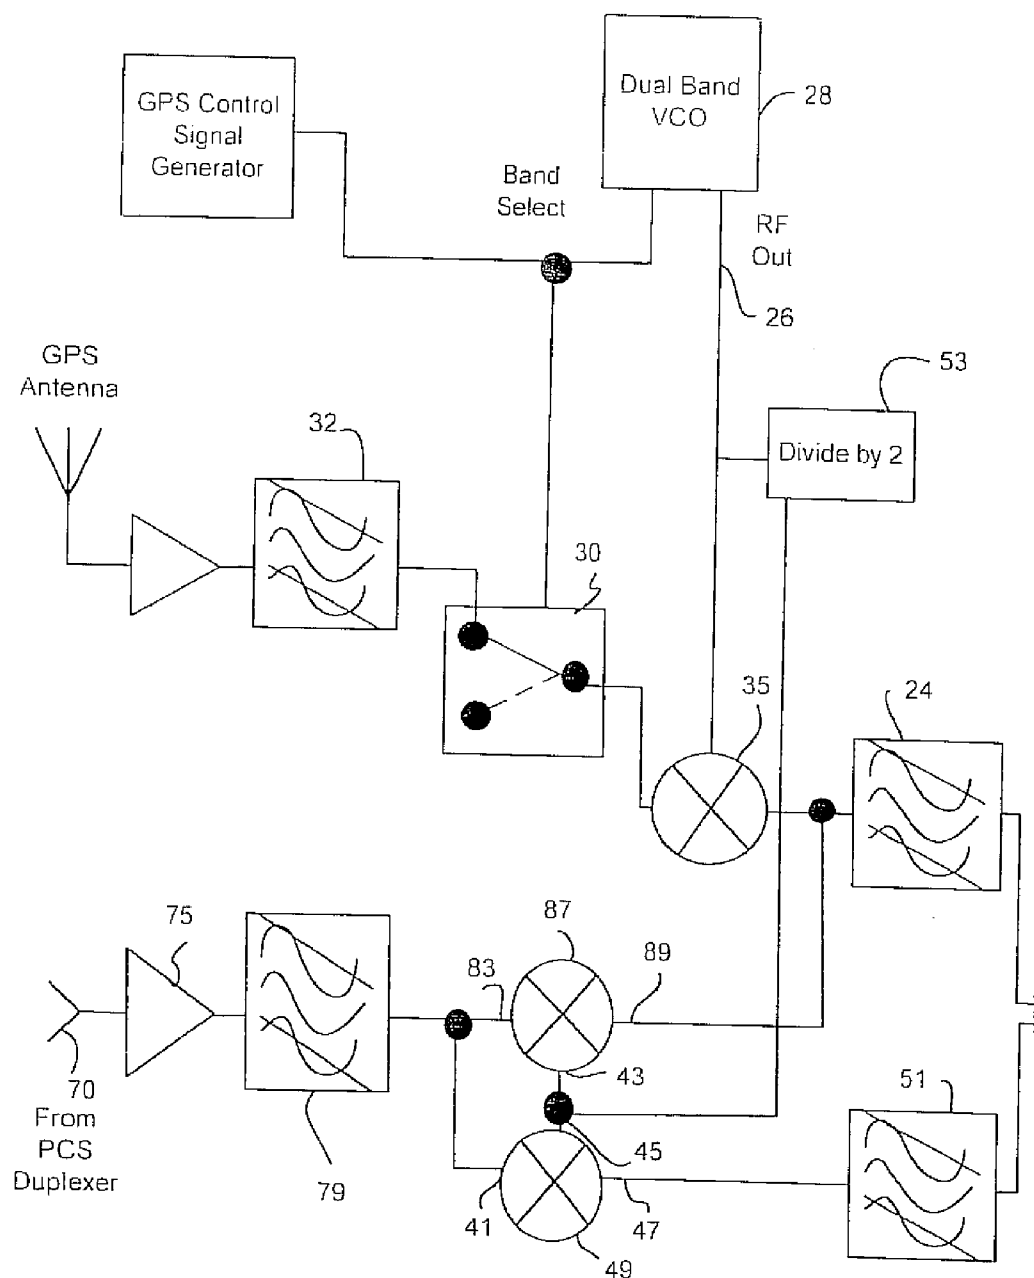 GPS Control
Signal
Generator
Dual Band
VCO
28
Band
Select
RF
Out
26
GPS
Antenna
53
32
Divide by 2
30
35
24
75
87
83
89
43
70
From
PCS
Duplexer
79
51
45
41
47
49